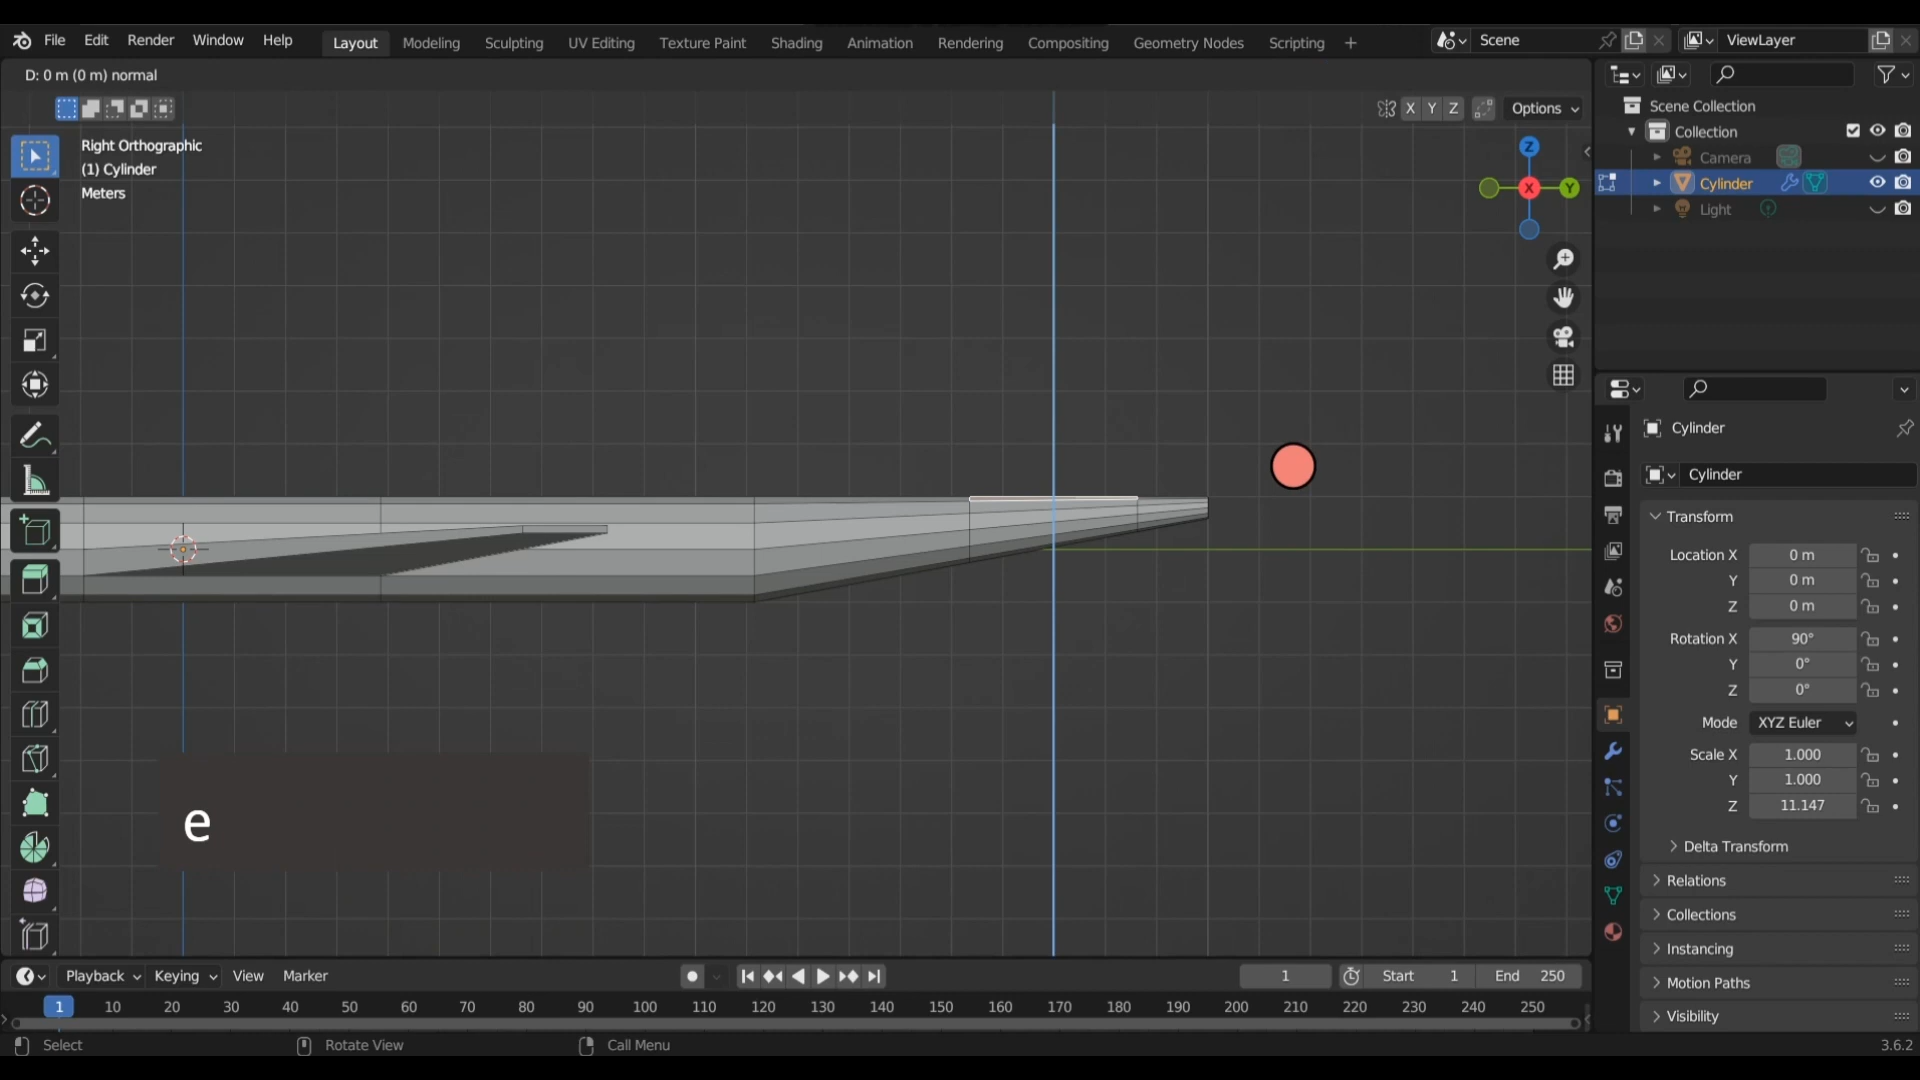 File Edit Render Window Help Layout Modeling Sculpting UV Editing Texture Paint Shading Animation Rendering Compositing Geometry Nodes Scripting + Scene ViewLayer
D: 0 m (0 m) normal
X Y Z Options
Right Orthographic
(1) Cylinder
Meters
Z
X
Y
Scene Collection
Collection
Camera
Cylinder
Light
Cylinder
Cylinder
Transform
Location X 0 m
Y 0 m
Z 0 m
Rotation X 90°
Y 0°
Z 0°
Mode XYZ Euler
Scale X 1.000
Y 1.000
Z 11.147
Delta Transform
Relations
Collections
Instancing
Motion Paths
Visibility
e
Playback Keying View Marker 1 Start 1 End 250
1 10 20 30 40 50 60 70 80 90 100 110 120 130 140 150 160 170 180 190 200 210 220 230 240 250
Select Rotate View Call Menu 3.6.2